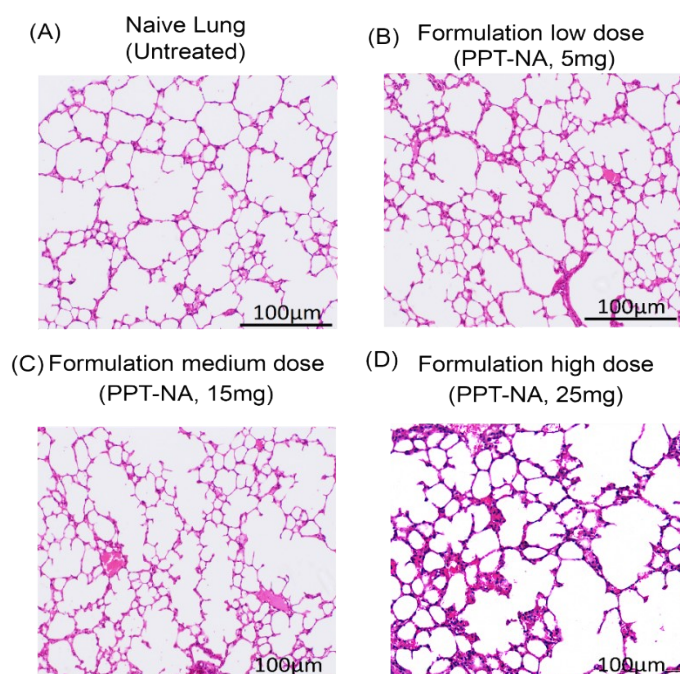 (A) Naive Lung
(Untreated)
100µm
(B) Formulation low dose
(PPT-NA, 5mg)
100µm
(C) Formulation medium dose
(PPT-NA, 15mg)
100µm
(D) Formulation high dose
(PPT-NA, 25mg)
100µm